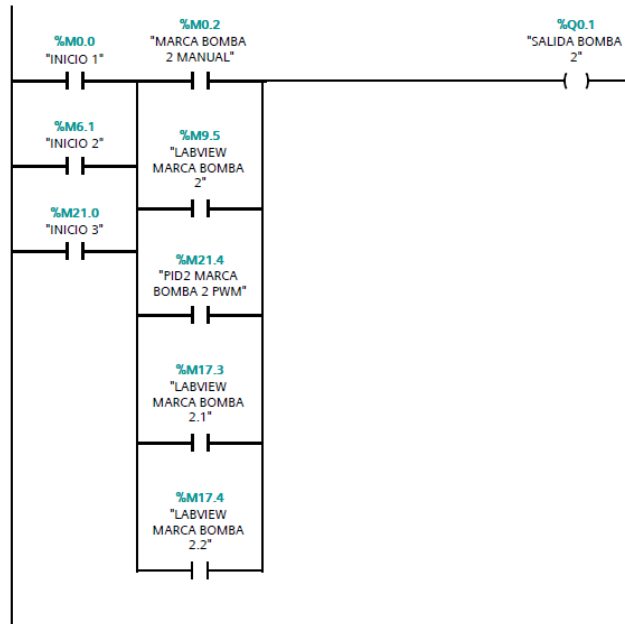 %M0.0
"INICIO 1"
%M0.2
"MARCA BOMBA
2 MANUAL"
%Q0.1
"SALIDA BOMBA
2"
%M6.1
"INICIO 2"
%M9.5
"LABVIEW
MARCA BOMBA
2"
%M21.0
"INICIO 3"
%M21.4
"PID2 MARCA
BOMBA 2 PWM"
%M17.3
"LABVIEW
MARCA BOMBA
2.1"
%M17.4
"LABVIEW
MARCA BOMBA
2.2"